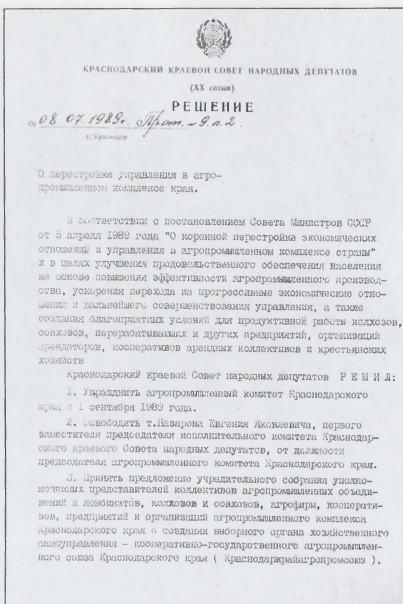 КРАСНОДАРСКИЙ КРАЕВОЙ СОВЕТ НАРОДНЫХ ДЕПУТАТОВ
(XX созыв)
РЕШЕНИЕ
от 08.07.1989г. Прот. №9 п.2.
г. Краснодар
О перестройке управления в агро-
промышленном комплексе края.
В соответствии с постановлением Совета Министров СССР
от 5 апреля 1989 года "О коренной перестройке экономических
отношений и управления в агропромышленном комплексе страны"
и в целях улучшения продовольственного обеспечения населения
на основе повышения эффективности агропромышленного производ-
ства, ускорения перехода на прогрессивные экономические отно-
шения и дальнейшего совершенствования управления, а также
создания благоприятных условий для продуктивной работы колхозов,
совхозов, перерабатывающих и других предприятий, организаций
арендаторов, кооперативов арендных коллективов и крестьянских
хозяйств
Краснодарский краевой Совет народных депутатов Р Е Ш И Л :
1. Упразднить агропромышленный комитет Краснодарского
края с 1 сентября 1989 года.
2. Освободить т.Назарова Евгения Яковлевича, первого
заместителя председателя исполнительного комитета Краснодар-
ского краевого Совета народных депутатов, от должности
председателя агропромышленного комитета Краснодарского края.
3. Принять предложение учредительного собрания уполно-
моченных представителей коллективов агропромышленных объеди-
нений и комбинатов, колхозов и совхозов, агрофирм, кооперати-
вов, предприятий и организаций агропромышленного комплекса
Краснодарского края о создании выборного органа хозяйственного
самоуправления - кооперативно-государственного агропромышлен-
ного союза Краснодарского края ( Краснодаркрайагропромсоюз ).